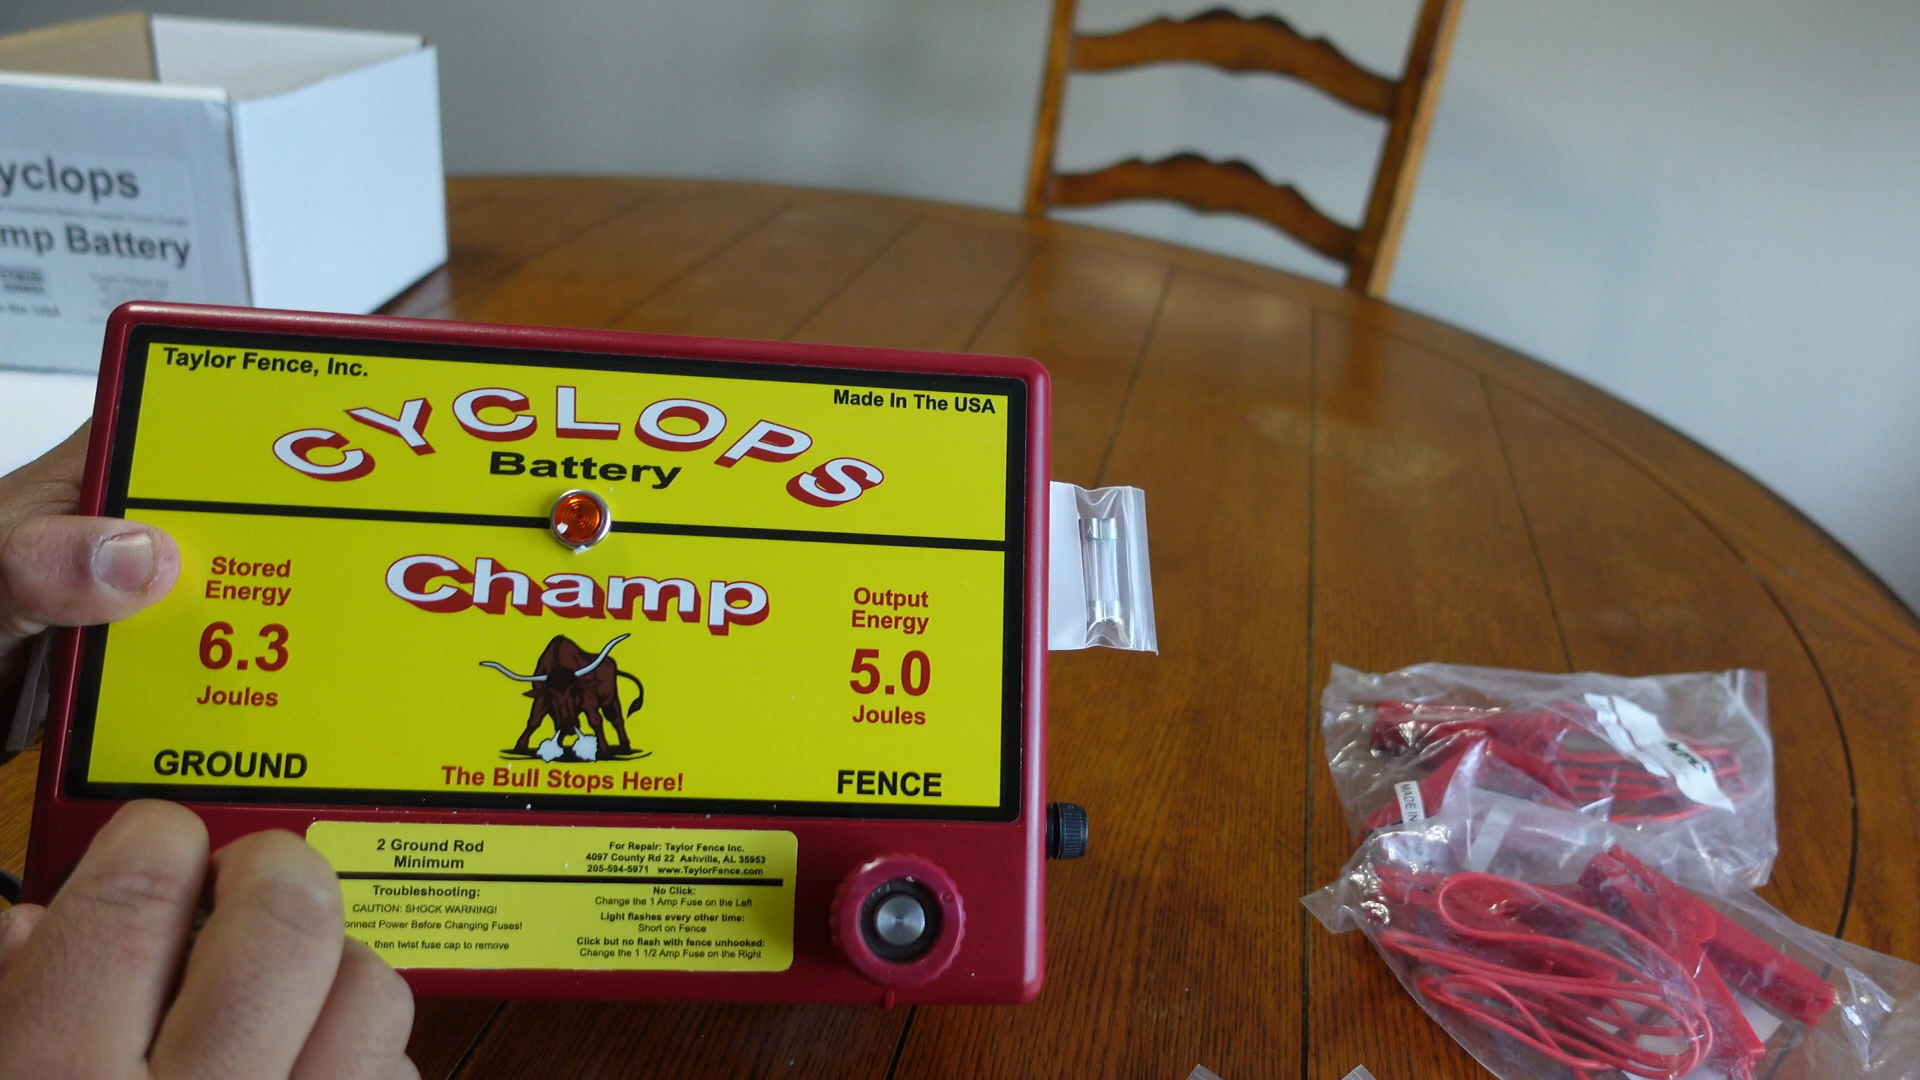 yclops
mp Battery
Taylor Fence, Inc.
Made In The USA
CYCLOPS
Battery
Champ
Stored
Energy
6.3
Joules
Output
Energy
5.0
Joules
GROUND
The Bull Stops Here!
FENCE
2 Ground Rod
Minimum
For Repair: Taylor Fence Inc.
4097 County Rd 22 Ashville, AL 35953
205-594-5971 www.TaylorFence.com
Troubleshooting:
CAUTION: SHOCK WARNING!
onnect Power Before Changing Fuses!
, then twist fuse cap to remove
No Click:
Change the 1 Amp Fuse on the Left
Light flashes every other time:
Short on Fence
Click but no flash with fence unhooked:
Change the 1 1/2 Amp Fuse on the Right
MADE IN